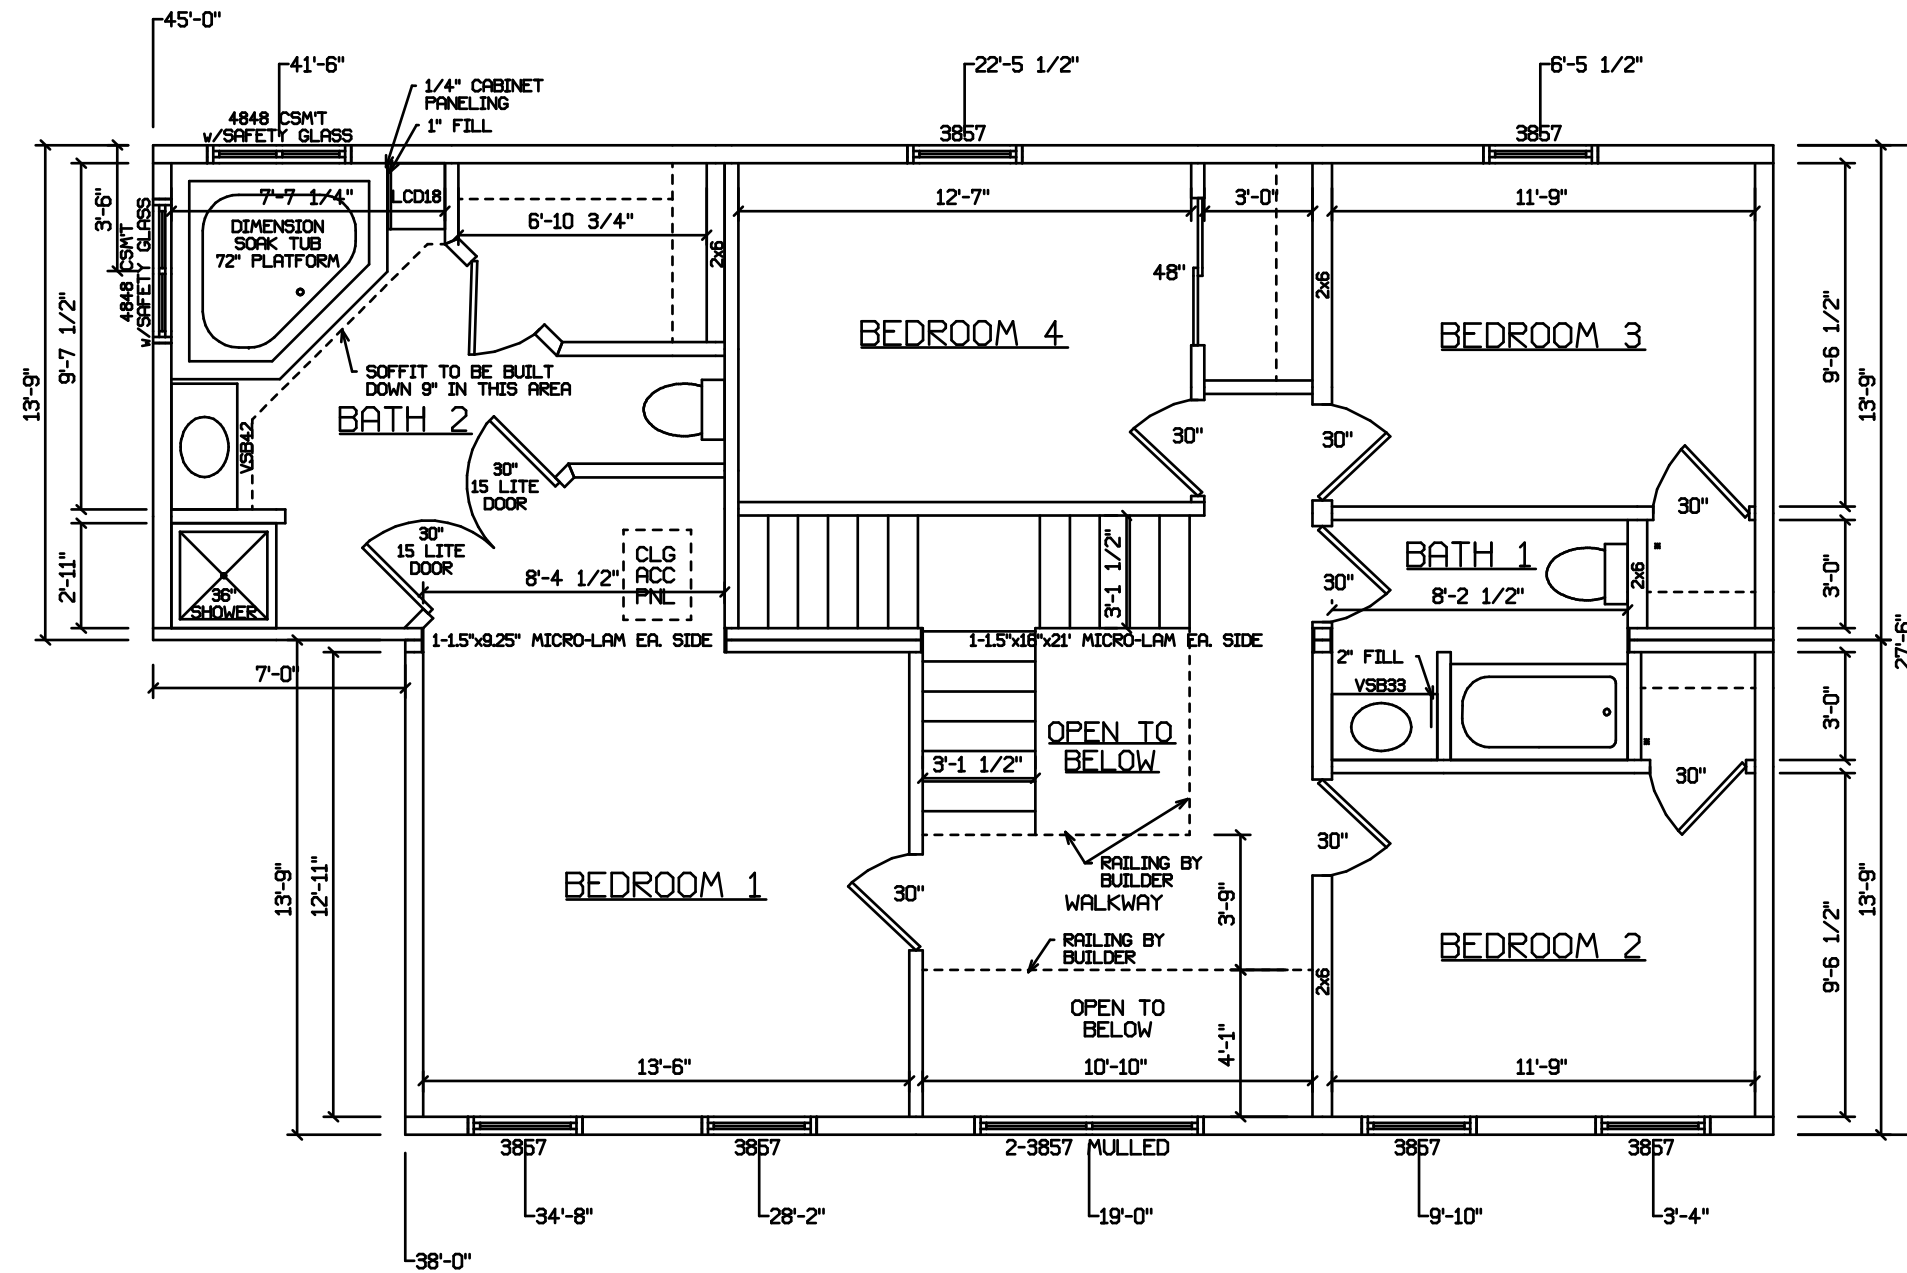 45'-0"
41'-6"
22'-5 1/2"
6'-5 1/2"
1/4" CABINET
PANELING
1" FILL
4848 CSM'T
w/SAFETY GLASS
3857
3857
3'-6"
4848 CSM'T
w/SAFETY GLASS
7'-7 1/4"
LCD18
6'-10 3/4"
2x6
12'-7"
3'-0"
11'-9"
DIMENSION
SOAK TUB
72" PLATFORM
48"
2x6
9'-7 1/2"
13'-9"
BEDROOM 4
BEDROOM 3
9'-6 1/2"
13'-9"
SOFFIT TO BE BUILT
DOWN 9" IN THIS AREA
BATH 2
VSB42
30"
30"
30"
15 LITE
DOOR
30"
30"
15 LITE
DOOR
2'-11"
36"
SHOWER
8'-4 1/2"
CLG
ACC
PNL
3'-1 1/2"
30"
BATH 1
2x6
8'-2 1/2"
3'-0"
27'-6"
1-1.5"x9.25" MICRO-LAM EA. SIDE
1-1.5"x16"x21' MICRO-LAM EA. SIDE
7'-0"
2" FILL
VSB33
3'-0"
OPEN TO
BELOW
3'-1 1/2"
30"
30"
RAILING BY
BUILDER
WALKWAY
BEDROOM 1
30"
3'-9"
13'-9"
12'-11"
RAILING BY
BUILDER
BEDROOM 2
2x6
9'-6 1/2"
13'-9"
OPEN TO
BELOW
4'-1"
13'-6"
10'-10"
11'-9"
3857
3857
2-3857 MULLED
3857
3857
34'-8"
28'-2"
19'-0"
9'-10"
3'-4"
38'-0"